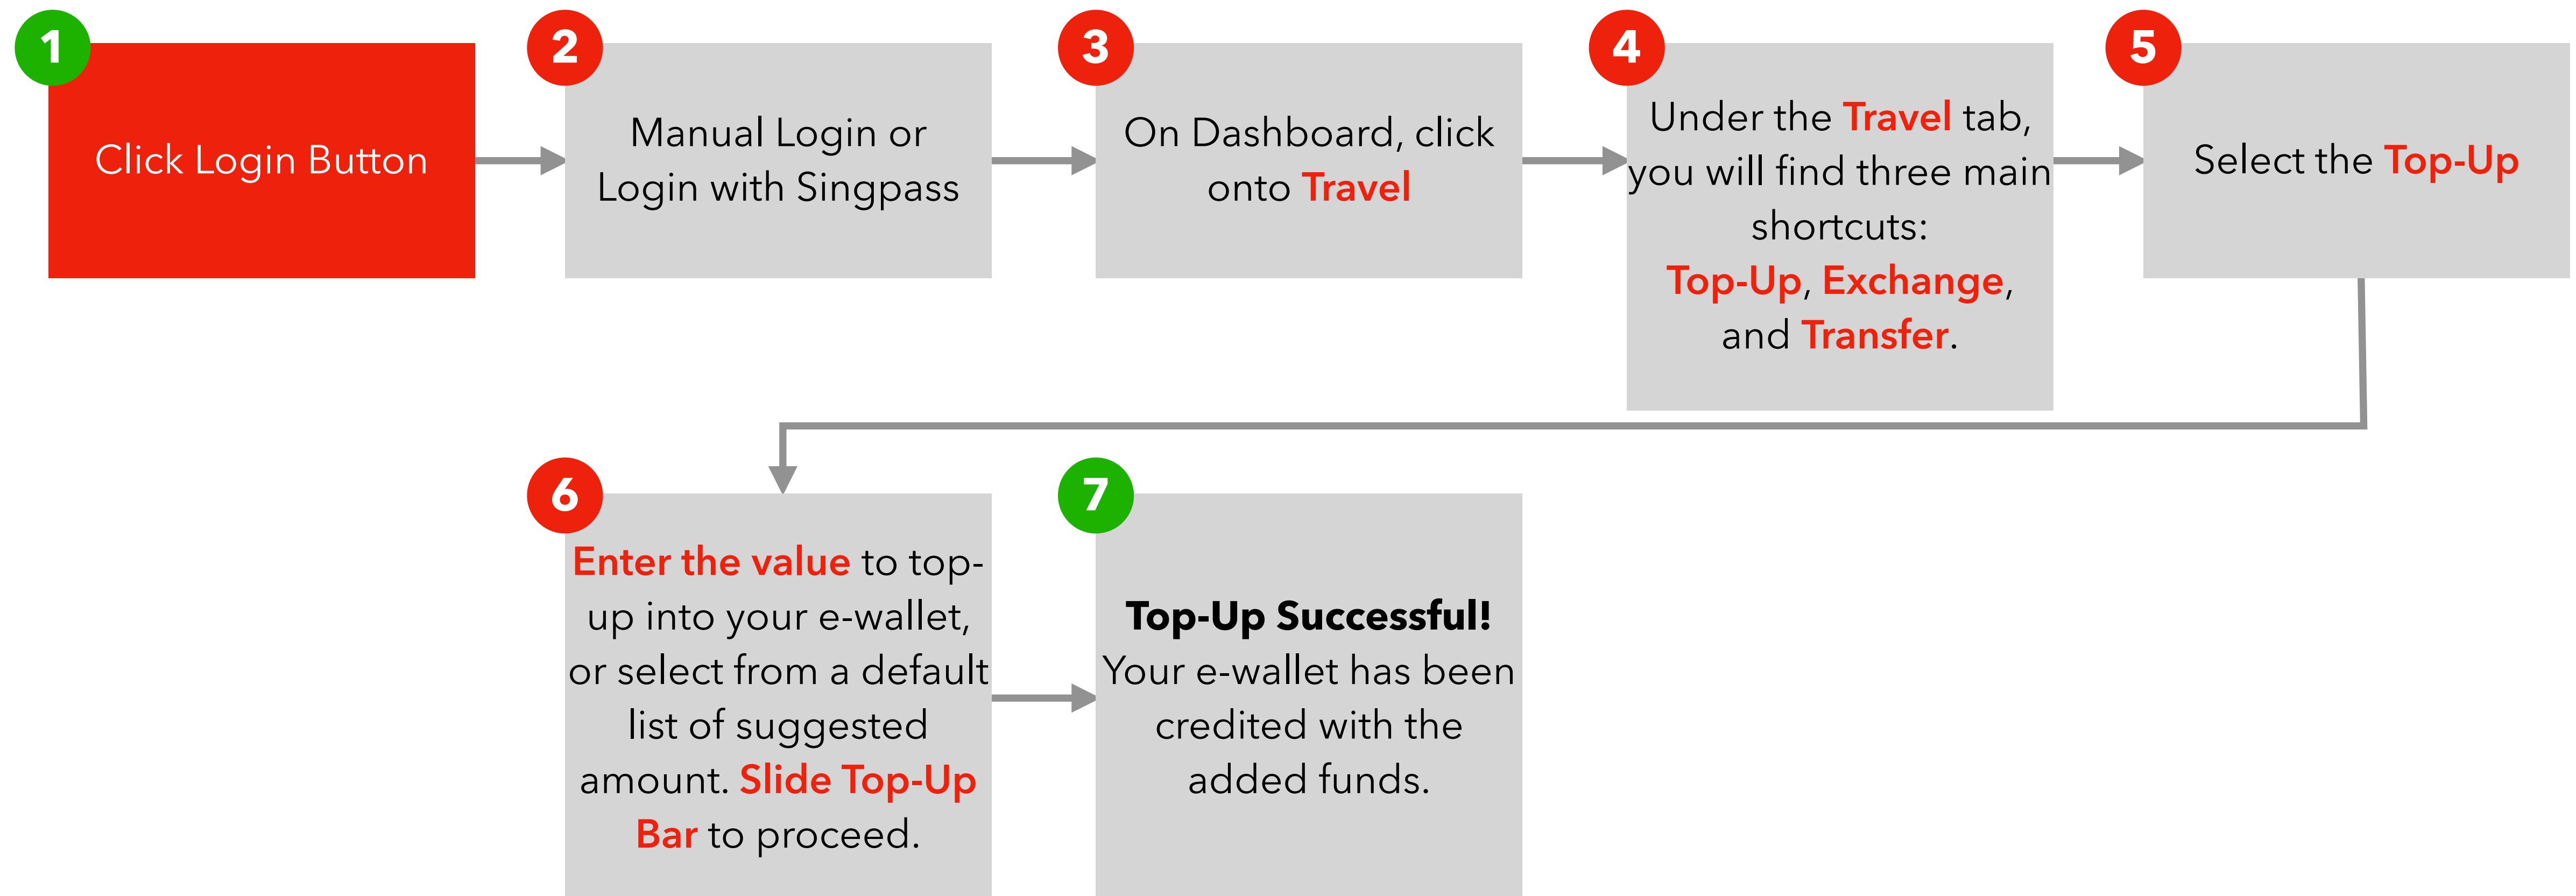 1
Click Login Button
2
Manual Login or
Login with Singpass
3
On Dashboard, click
onto Travel
4
Under the Travel tab,
you will find three main
shortcuts:
Top-Up, Exchange,
and Transfer.
5
Select the Top-Up
6
Enter the value to top-
up into your e-wallet,
or select from a default
list of suggested
amount. Slide Top-Up
Bar to proceed.
7
Top-Up Successful!
Your e-wallet has been
credited with the
added funds.